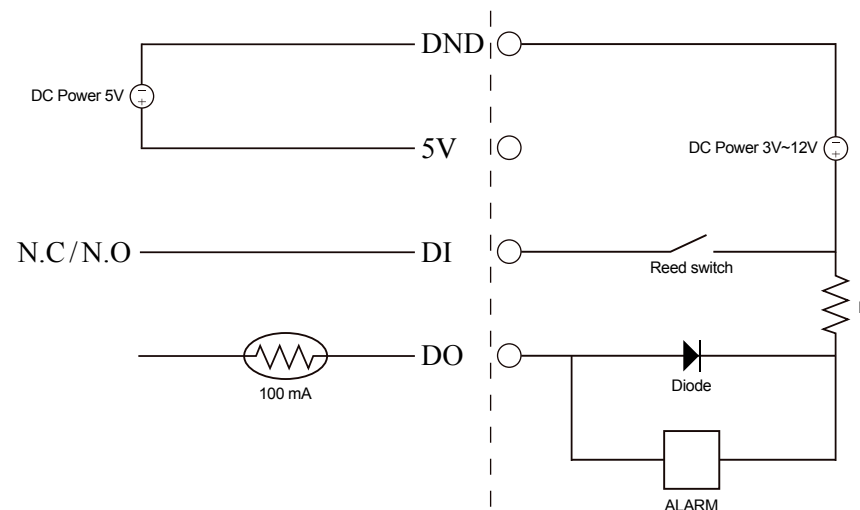 DND
DC Power 5V
−
+
5V
DC Power 3V~12V
−
+
N.C/N.O
DI
Reed switch
DO
100 mA
Diode
ALARM